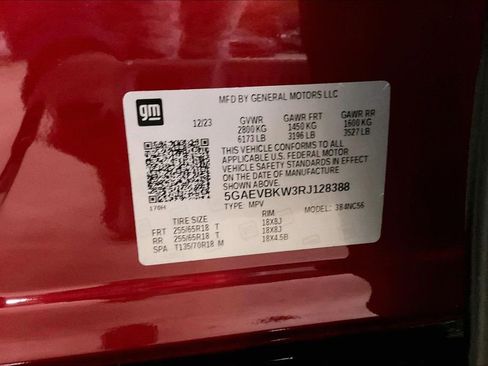 gm
MFD BY GENERAL MOTORS LLC
12/23 GVWR GAWR FRT GAWR RR
2800 KG 1450 KG 1600 KG
6173 LB 3196 LB 3527 LB
THIS VEHICLE CONFORMS TO ALL
APPLICABLE U.S. FEDERAL MOTOR
VEHICLE SAFETY STANDARDS IN EFFECT
ON THE DATE OF MANUFACTURE SHOWN ABOVE.
5GAEVBKW3RJ128388
TYPE: MPV MODEL: 384NC56
TIRE SIZE RIM
FRT 255/65R18 T 18X8J
RR 255/65R18 T 18X8J
SPA T135/70R18 M 18X4.5B